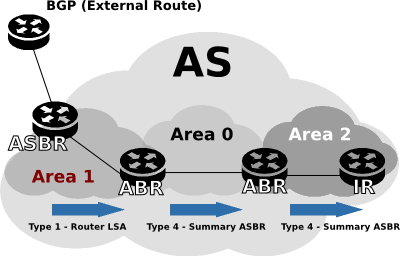 BGP (External Route)
AS
ASBR
Area 0
Area 2
Area 1
ABR
ABR
IR
Type 1 - Router LSA
Type 4 - Summary ASBR
Type 4 - Summary ASBR